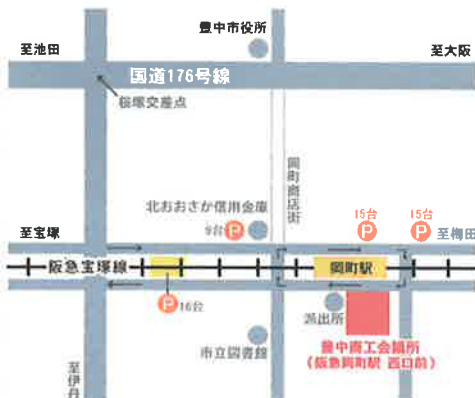 豊中市役所
至池田
至大阪
国道176号線
桜塚交差点
岡町商店街
北おおさか信用金庫
9台 P
15台
P
15台
P
至宝塚
至梅田
阪急宝塚線
岡町駅
P 16台
派出所
市立図書館
豊中商工会議所
(阪急岡町駅 西口前)
至伊丹